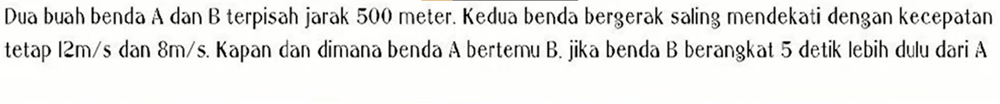 Dua buah benda A dan B terpisah jarak 500 meter. Kedua benda bergerak saling mendekati dengan kecepatan
tetap 12m/s dan 8m/s. Kapan dan dimana benda A bertemu B. jika benda B berangkat 5 detik lebih dulu dari A